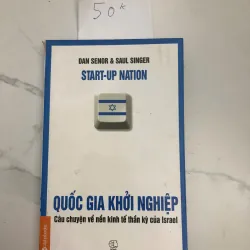 50k
DAN SENOR & SAUL SINGER
START-UP NATION
QUỐC GIA KHỞI NGHIỆP
Câu chuyện về nền kinh tế thần kỳ của Israel